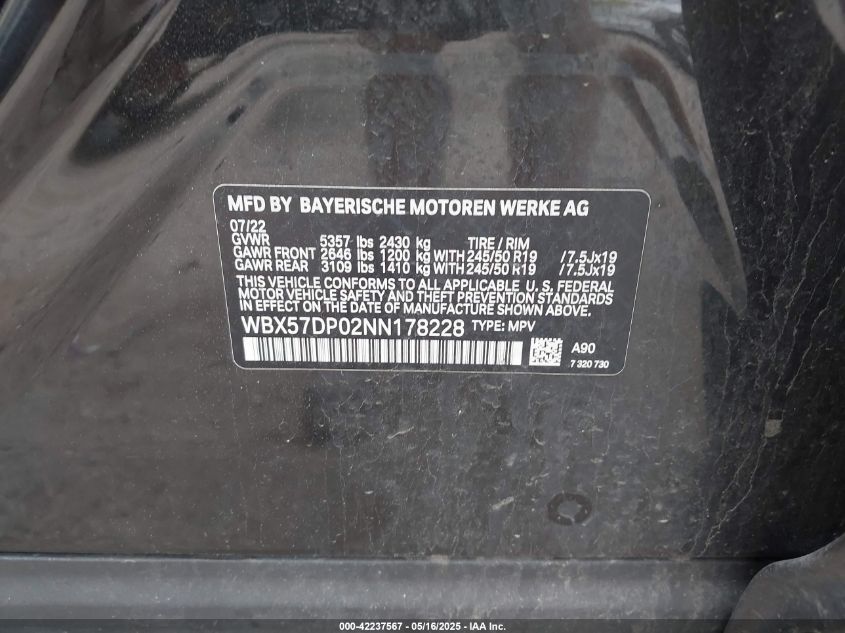 MFD BY BAYERISCHE MOTOREN WERKE AG
07/22
GVWR 5357 lbs 2430 kg TIRE / RIM
GAWR FRONT 2646 lbs 1200 kg WITH 245/50 R19 /7.5Jx19
GAWR REAR 3109 lbs 1410 kg WITH 245/50 R19 /7.5Jx19
THIS VEHICLE CONFORMS TO ALL APPLICABLE U. S. FEDERAL
MOTOR VEHICLE SAFETY, BUMPER, AND THEFT PREVENTION STANDARDS
IN EFFECT ON THE DATE OF MANUFACTURE SHOWN ABOVE.
WBX57DP02NN178228 TYPE: MPV
A90
7 320 730
000-42237567 - 05/16/2025 - IAA Inc.